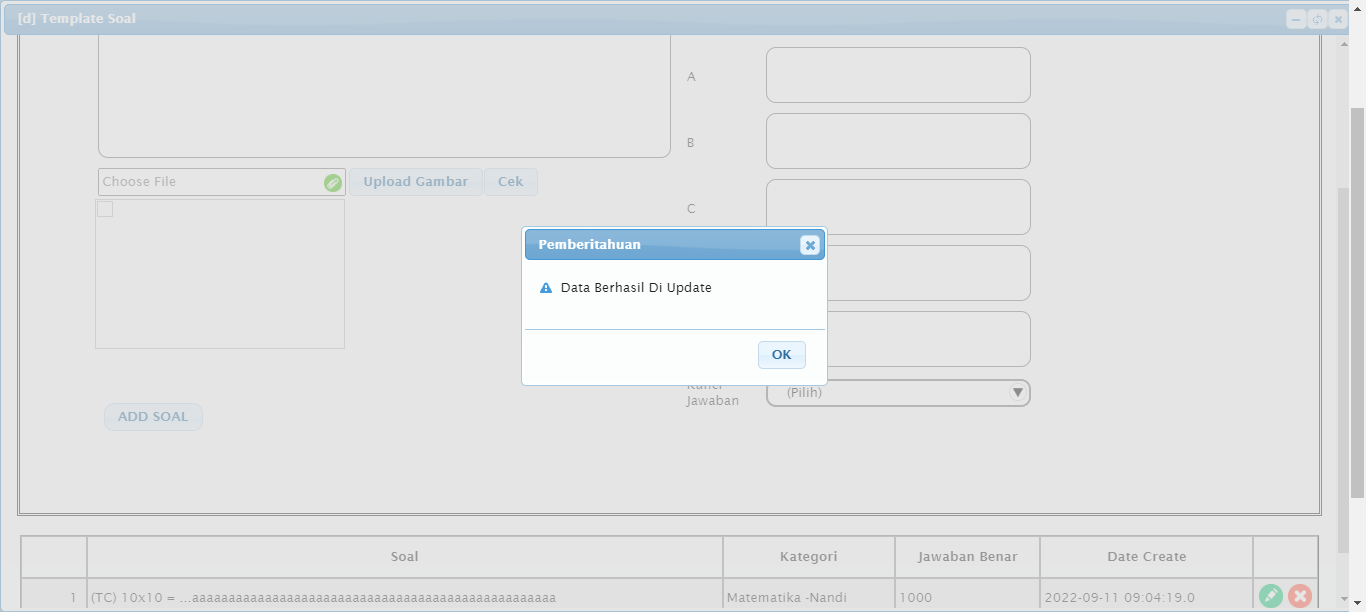 [d] Template Soal
A
B
Choose File
Upload Gambar
Cek
C
Pemberitahuan
Data Berhasil Di Update
OK
Jawaban
(Pilih)
ADD SOAL
Soal
Kategori
Jawaban Benar
Date Create
1
(TC) 10x10 = ...aaaaaaaaaaaaaaaaaaaaaaaaaaaaaaaaaaaaaaaaaaaaaaaaaa
Matematika -Nandi
1000
2022-09-11 09:04:19.0